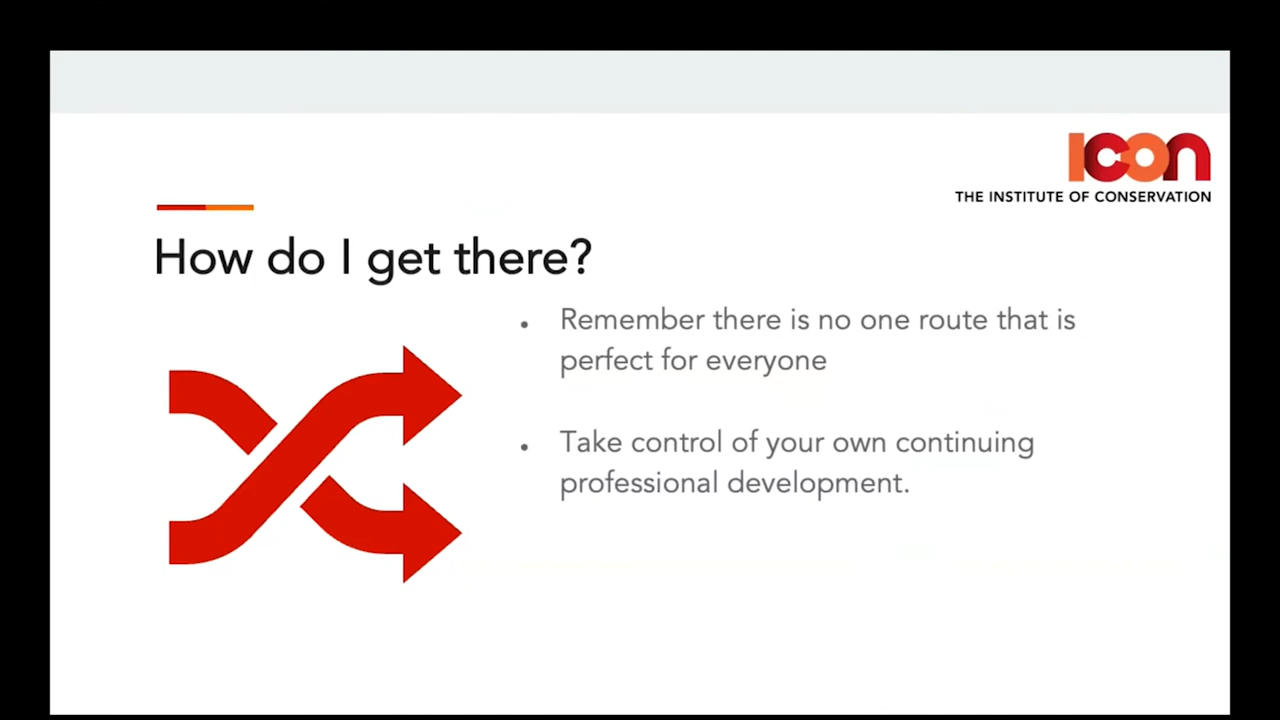 icon
THE INSTITUTE OF CONSERVATION
How do I get there?
• Remember there is no one route that is
perfect for everyone
• Take control of your own continuing
professional development.